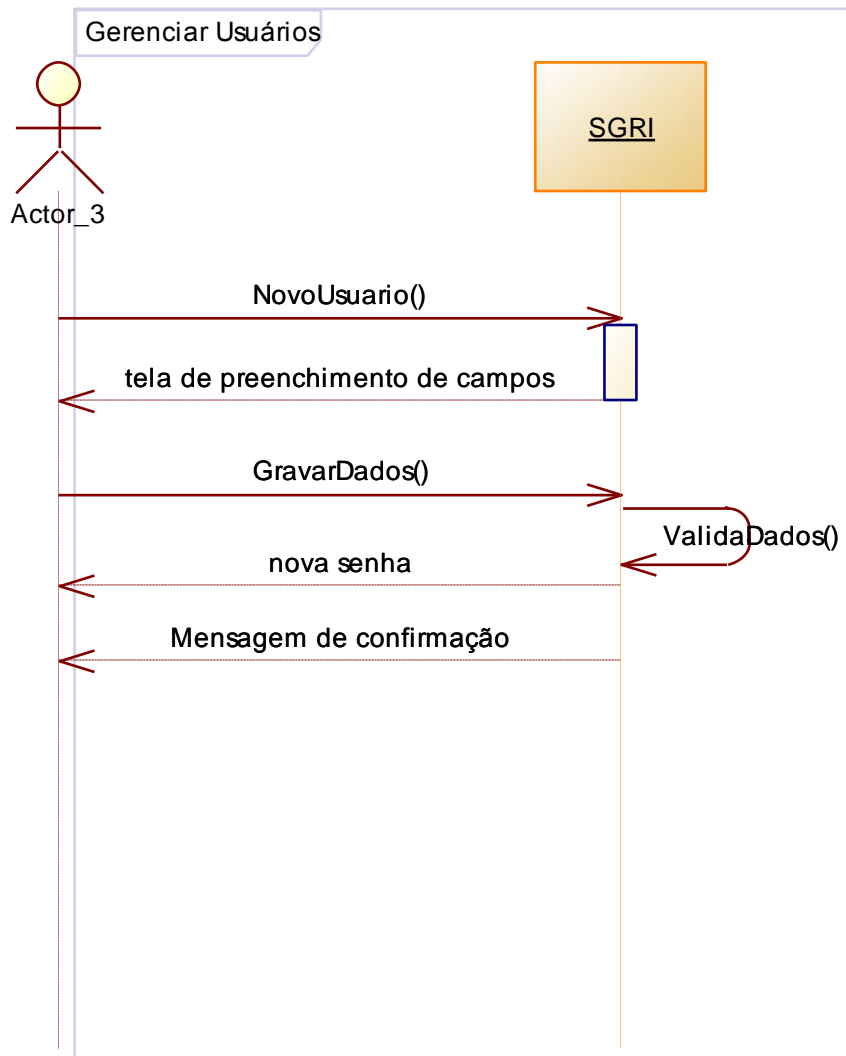 Gerenciar Usuários
SGRI
Actor_3
NovoUsuario()
tela de preenchimento de campos
GravarDados()
ValidaDados()
nova senha
Mensagem de confirmação